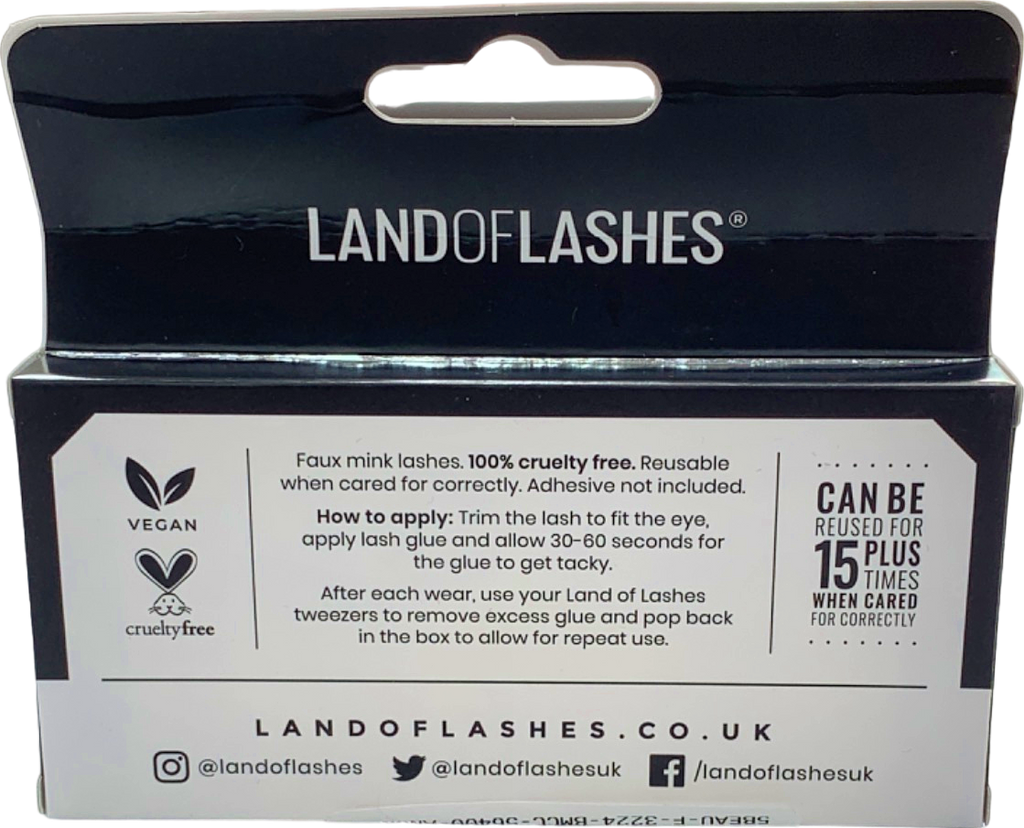 LANDOFLASHES®
VEGAN
crueltyfree
Faux mink lashes. 100% cruelty free. Reusable
when cared for correctly. Adhesive not included.
How to apply: Trim the lash to fit the eye,
apply lash glue and allow 30-60 seconds for
the glue to get tacky.
After each wear, use your Land of Lashes
tweezers to remove excess glue and pop back
in the box to allow for repeat use.
CAN BE
REUSED FOR
15 PLUS
TIMES
WHEN CARED
FOR CORRECTLY
LANDOFLASHES.CO.UK
@landoflashes @landoflashesuk /landoflashesuk